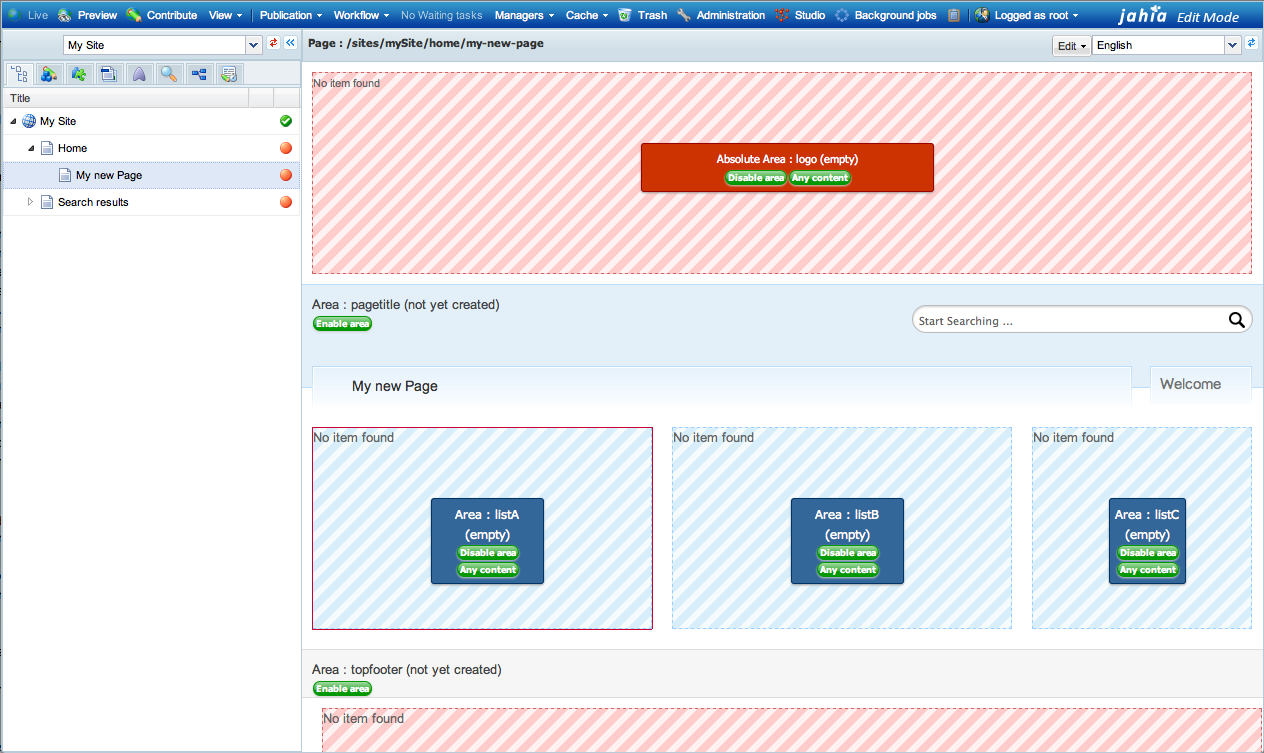 Live Preview Contribute View Publication Workflow No Waiting tasks Managers Cache Trash Administration Studio Background jobs Logged as root jahia Edit Mode
My Site
Page : /sites/mySite/home/my-new-page
Edit English
Title
My Site
Home
My new Page
Search results
No item found
Absolute Area : logo (empty)
Disable area Any content
Area : pagetitle (not yet created)
Enable area
Start Searching ...
My new Page
Welcome
No item found
Area : listA
(empty)
Disable area
Any content
No item found
Area : listB
(empty)
Disable area
Any content
No item found
Area : listC
(empty)
Disable area
Any content
Area : topfooter (not yet created)
Enable area
No item found